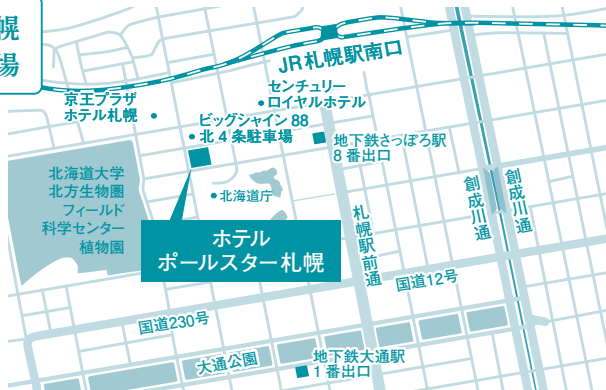 幌
場
JR札幌駅南口
センチュリー
ロイヤルホテル
京王プラザ
ホテル札幌
ビッグシャイン88
北4条駐車場
地下鉄さっぽろ駅
8番出口
北海道大学
北方生物園
フィールド
科学センター
植物園
北海道庁
ホテル
ポールスター札幌
札幌駅前通
創成川通
創成川通
国道12号
国道230号
大通公園
地下鉄大通駅
1番出口